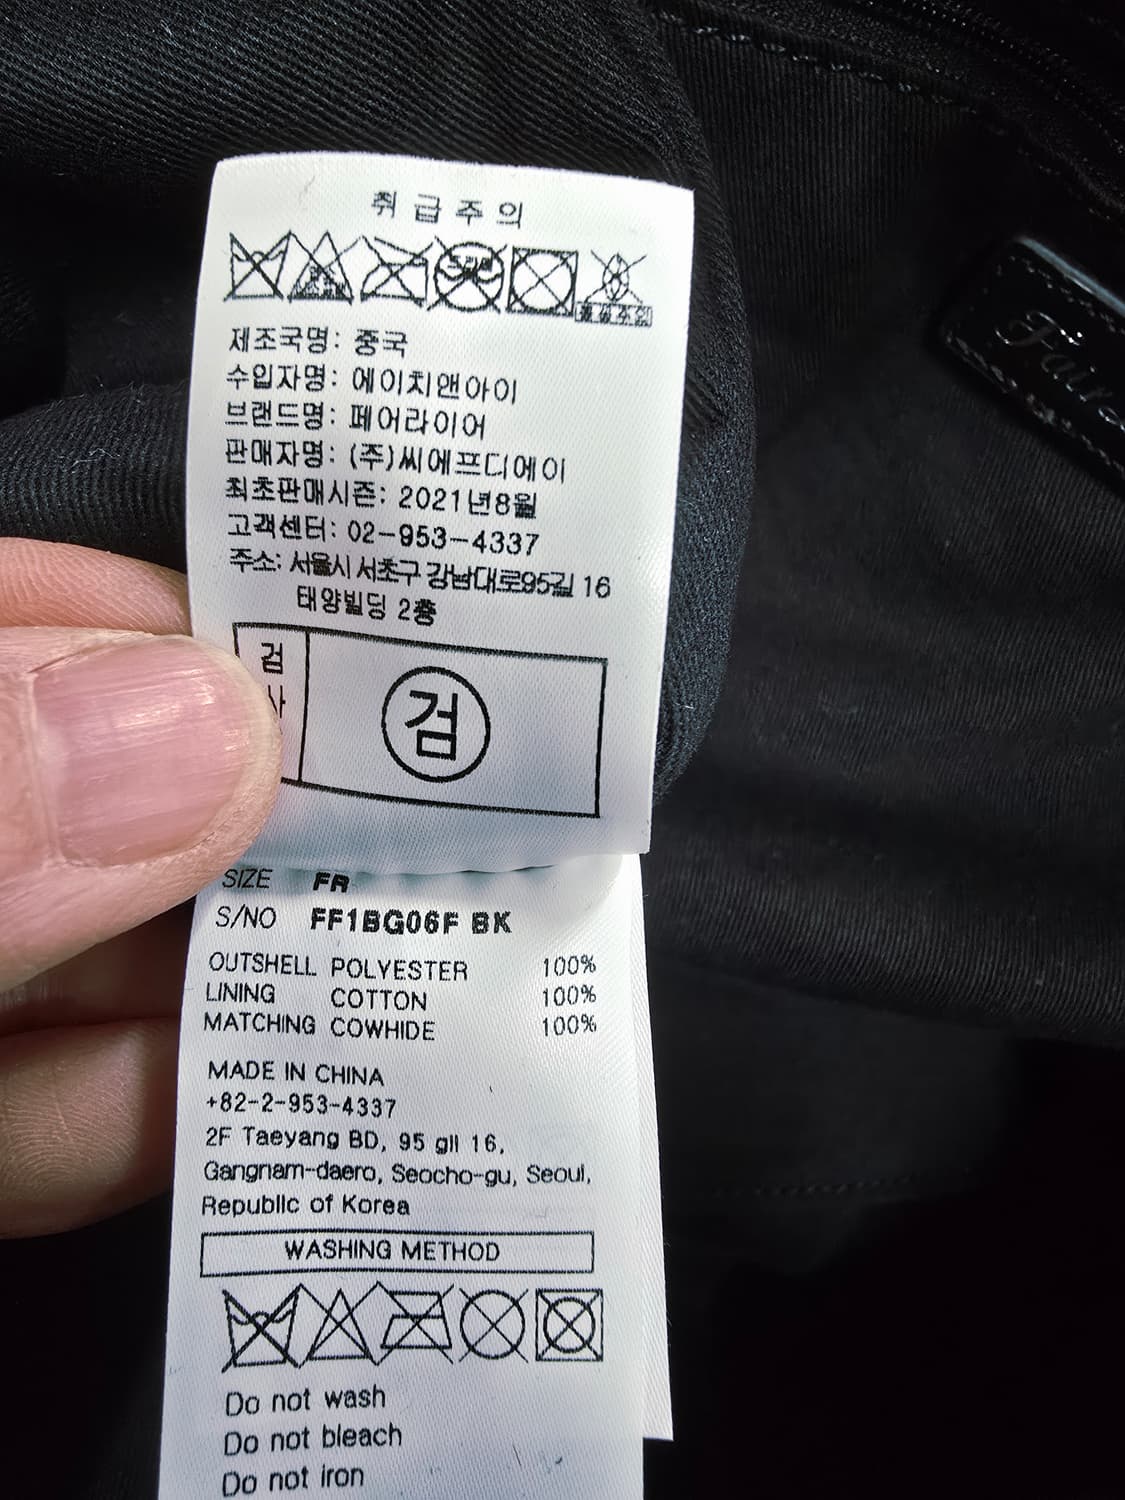 취급주의
제조국명: 중국
수입자명: 에이치앤아이
브랜드명: 페어라이어
판매자명: (주)씨에프디에이
최초판매시즌: 2021년8월
고객센터: 02-953-4337
주소: 서울시 서초구 강남대로95길 16
태양빌딩 2층
검사
검
SIZE FR
S/NO FF1BG06F BK
OUTSHELL POLYESTER 100%
LINING COTTON 100%
MATCHING COWHIDE 100%
MADE IN CHINA
+82-2-953-4337
2F Taeyang BD, 95 gil 16,
Gangnam-daero, Seocho-gu, Seoul,
Republic of Korea
WASHING METHOD
Do not wash
Do not bleach
Do not iron